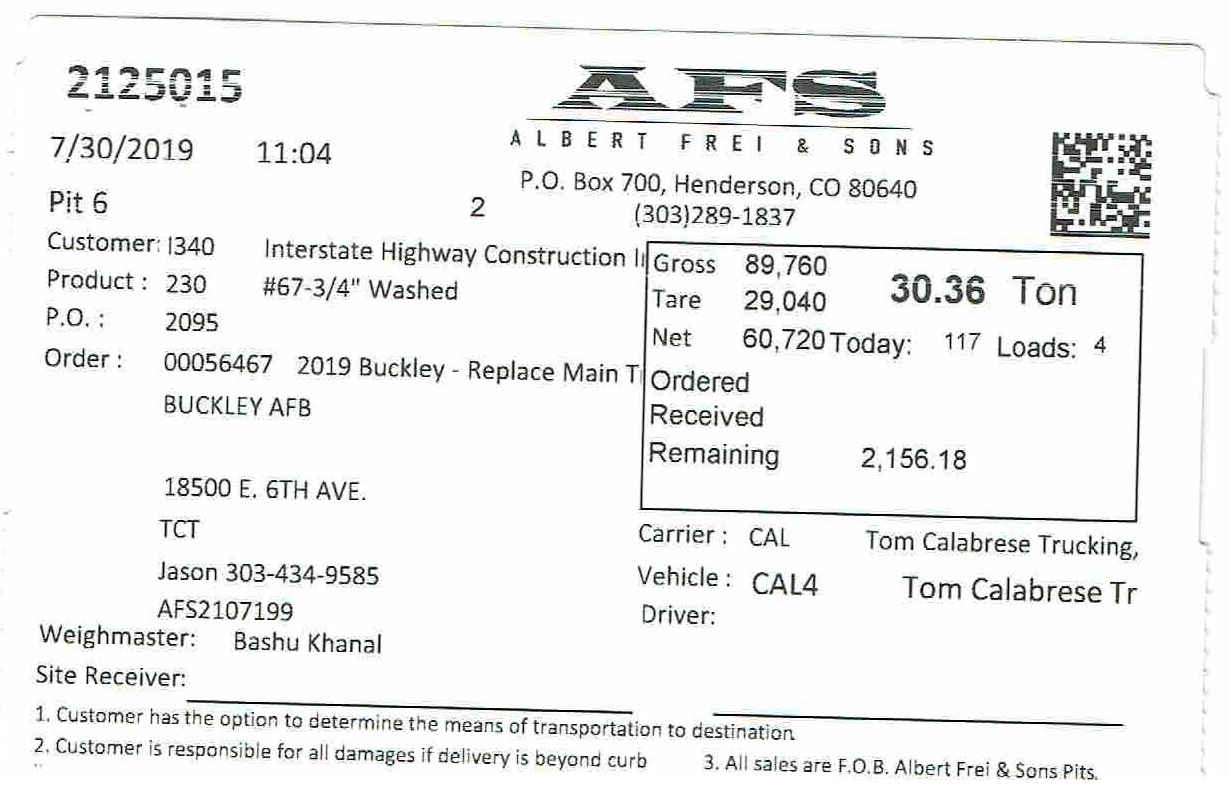 2125015
AFS
ALBERT FREI & SONS
7/30/2019 11:04
P.O. Box 700, Henderson, CO 80640
Pit 6 2 (303)289-1837
Customer: I340 Interstate Highway Construction I
Product : 230 #67-3/4" Washed
P.O. : 2095
Order : 00056467 2019 Buckley - Replace Main T
BUCKLEY AFB
18500 E. 6TH AVE.
TCT
Jason 303-434-9585
AFS2107199
Weighmaster: Bashu Khanal
Site Receiver:
Gross 89,760 30.36 Ton
Tare 29,040
Net 60,720 Today: 117 Loads: 4
Ordered
Received
Remaining 2,156.18
Carrier : CAL Tom Calabrese Trucking,
Vehicle : CAL4 Tom Calabrese Tr
Driver:
1. Customer has the option to determine the means of transportation to destination.
2. Customer is responsible for all damages if delivery is beyond curb 3. All sales are F.O.B. Albert Frei & Sons Pits.